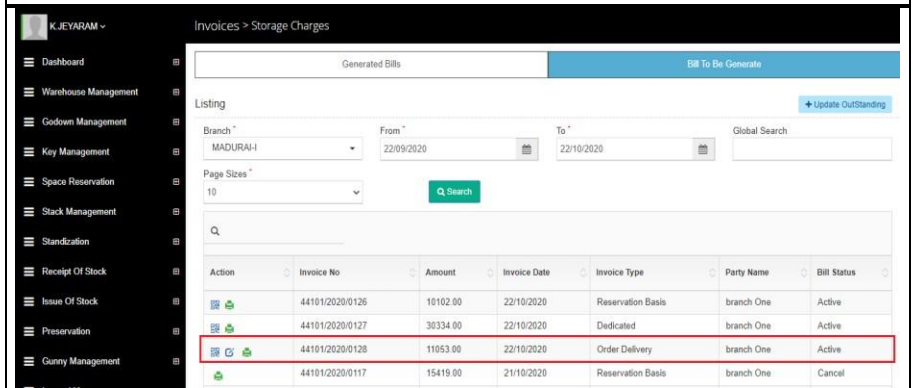 K.JEYARAM
Invoices > Storage Charges
Dashboard
Warehouse Management
Godown Management
Key Management
Space Reservation
Stack Management
Standization
Receipt Of Stock
Issue Of Stock
Preservation
Gunny Management
Generated Bills
Bill To Be Generate
Listing
+ Update OutStanding
Branch *
From *
To *
Global Search
MADURAI-I
22/09/2020
22/10/2020
Page Sizes *
10
Search
Action Invoice No Amount Invoice Date Invoice Type Party Name Bill Status
44101/2020/0126 10102.00 22/10/2020 Reservation Basis branch One Active
44101/2020/0127 30334.00 22/10/2020 Dedicated branch One Active
44101/2020/0128 11053.00 22/10/2020 Order Delivery branch One Active
44101/2020/0117 15419.00 21/10/2020 Reservation Basis branch One Cancel